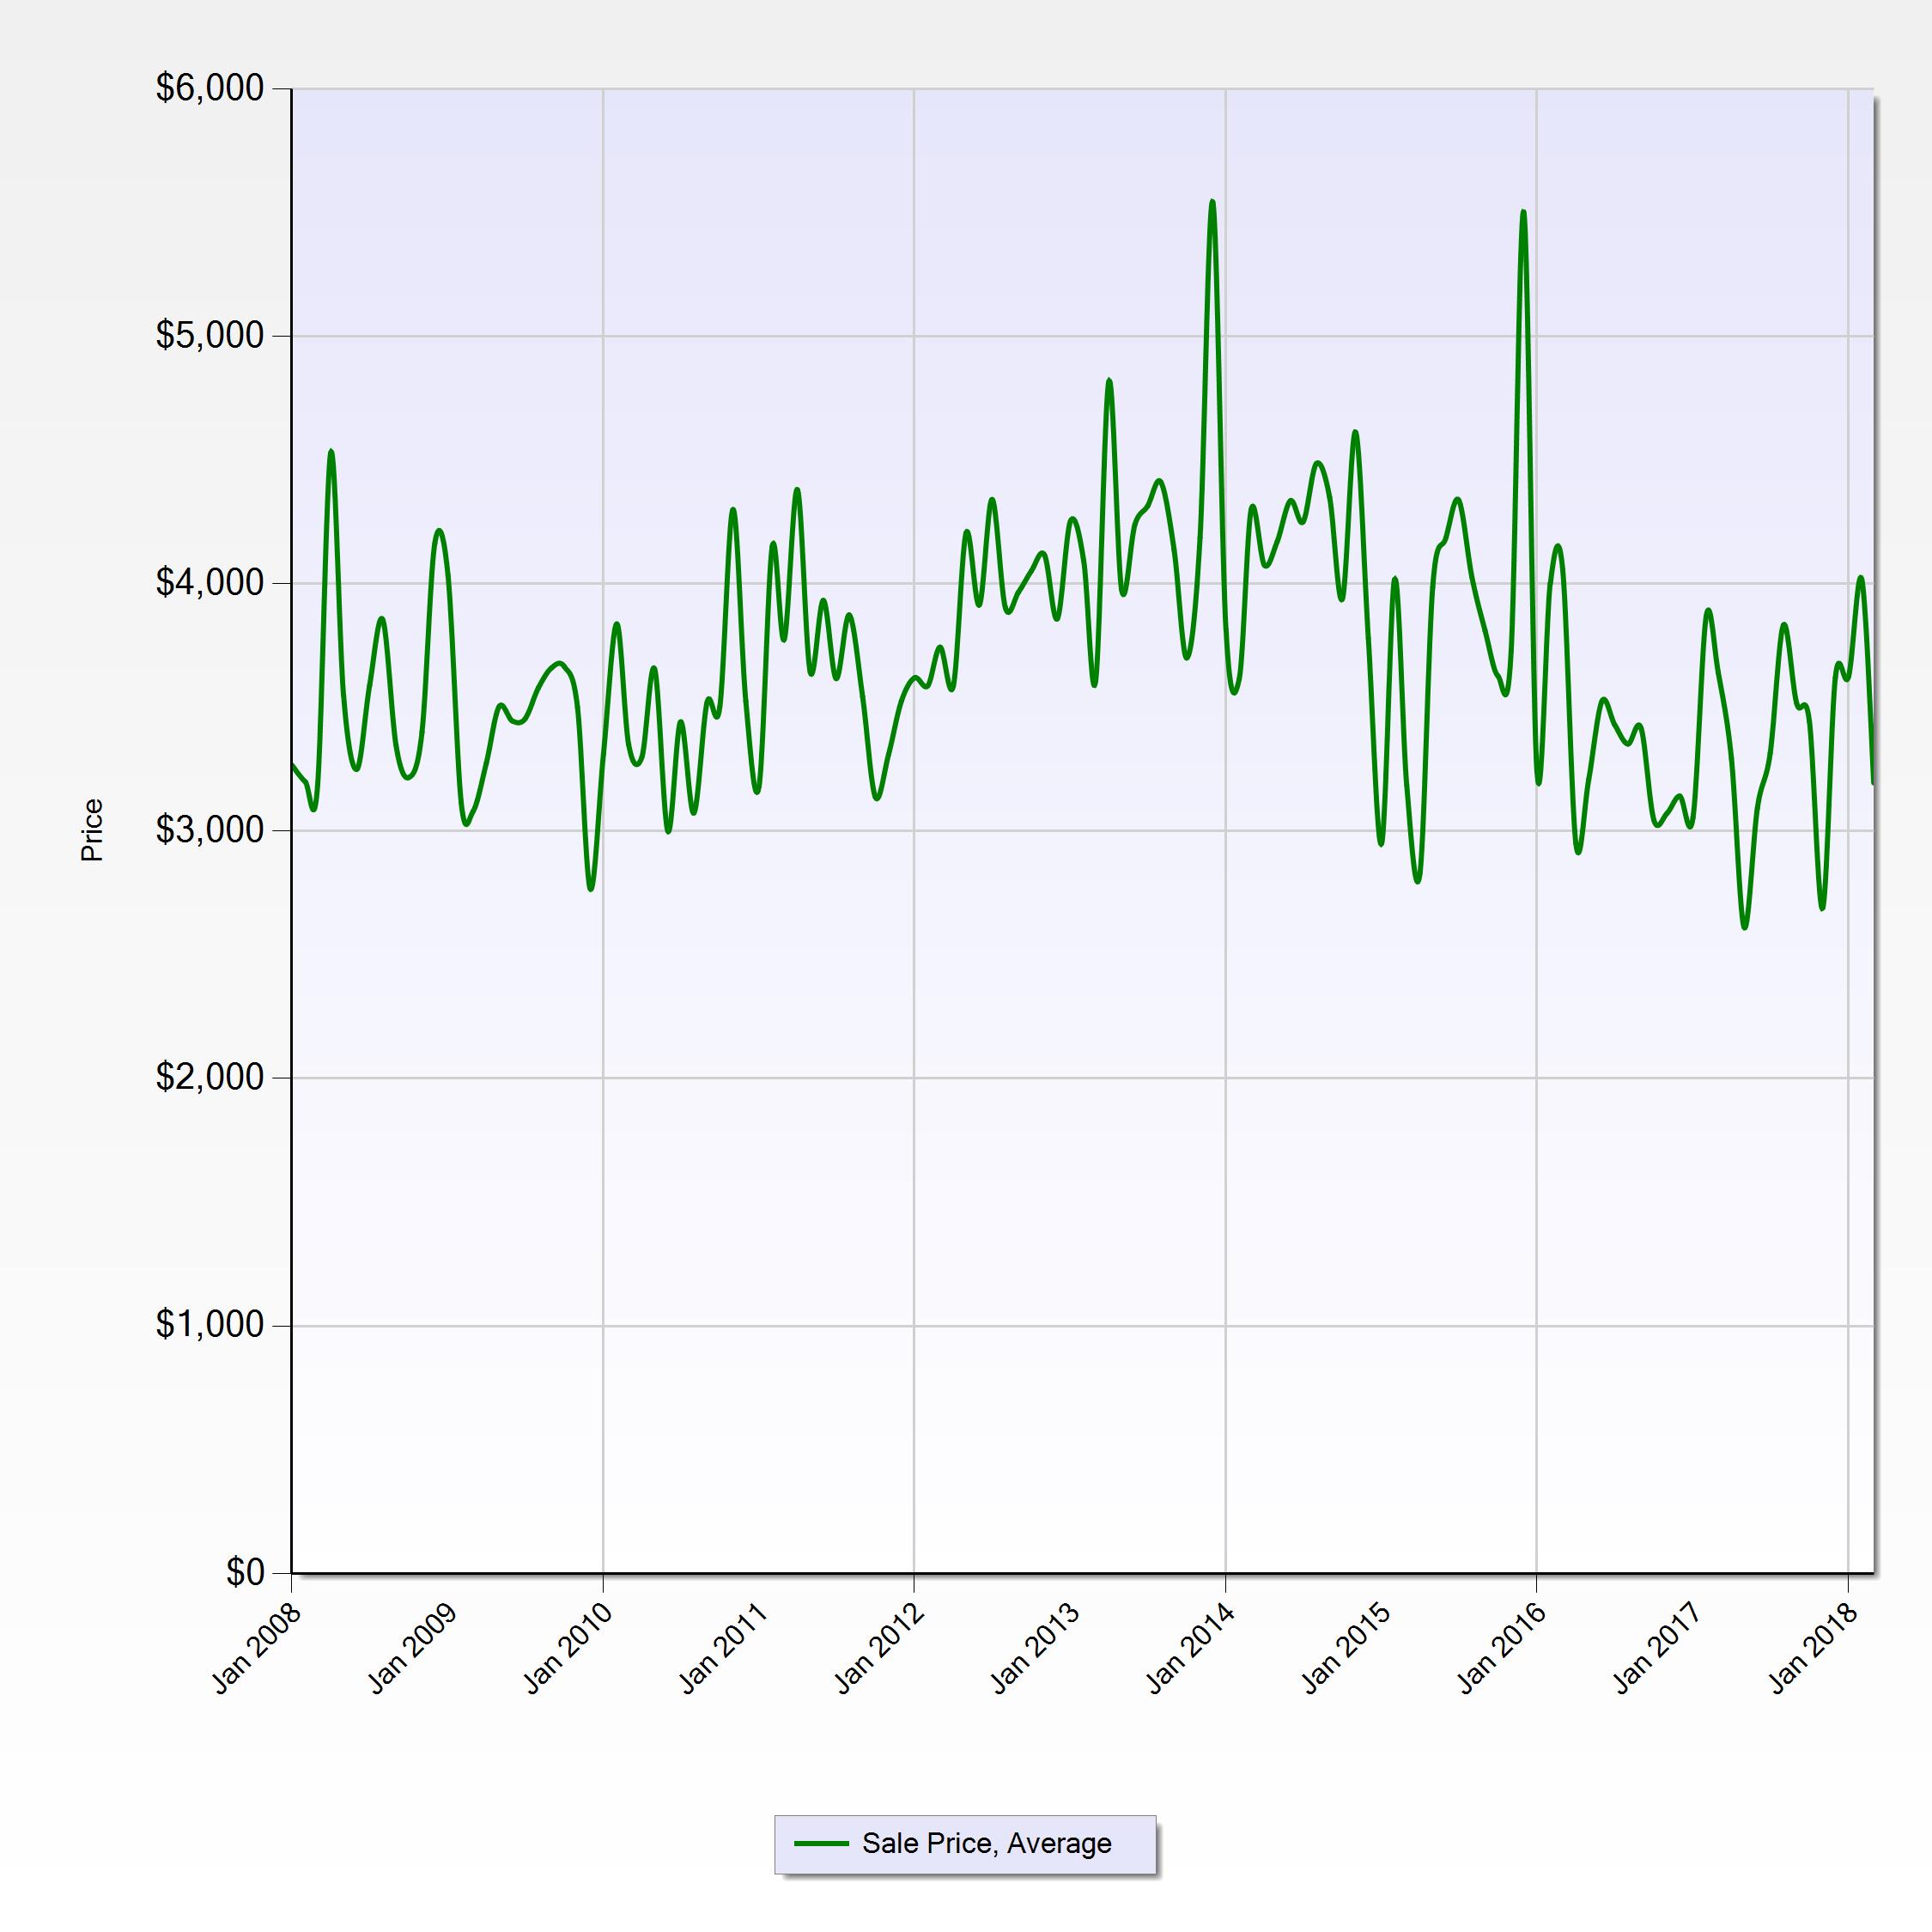 $6,000
$5,000
$4,000
$3,000
$2,000
$1,000
$0
Price
Jan 2008
Jan 2009
Jan 2010
Jan 2011
Jan 2012
Jan 2013
Jan 2014
Jan 2015
Jan 2016
Jan 2017
Jan 2018
Sale Price, Average